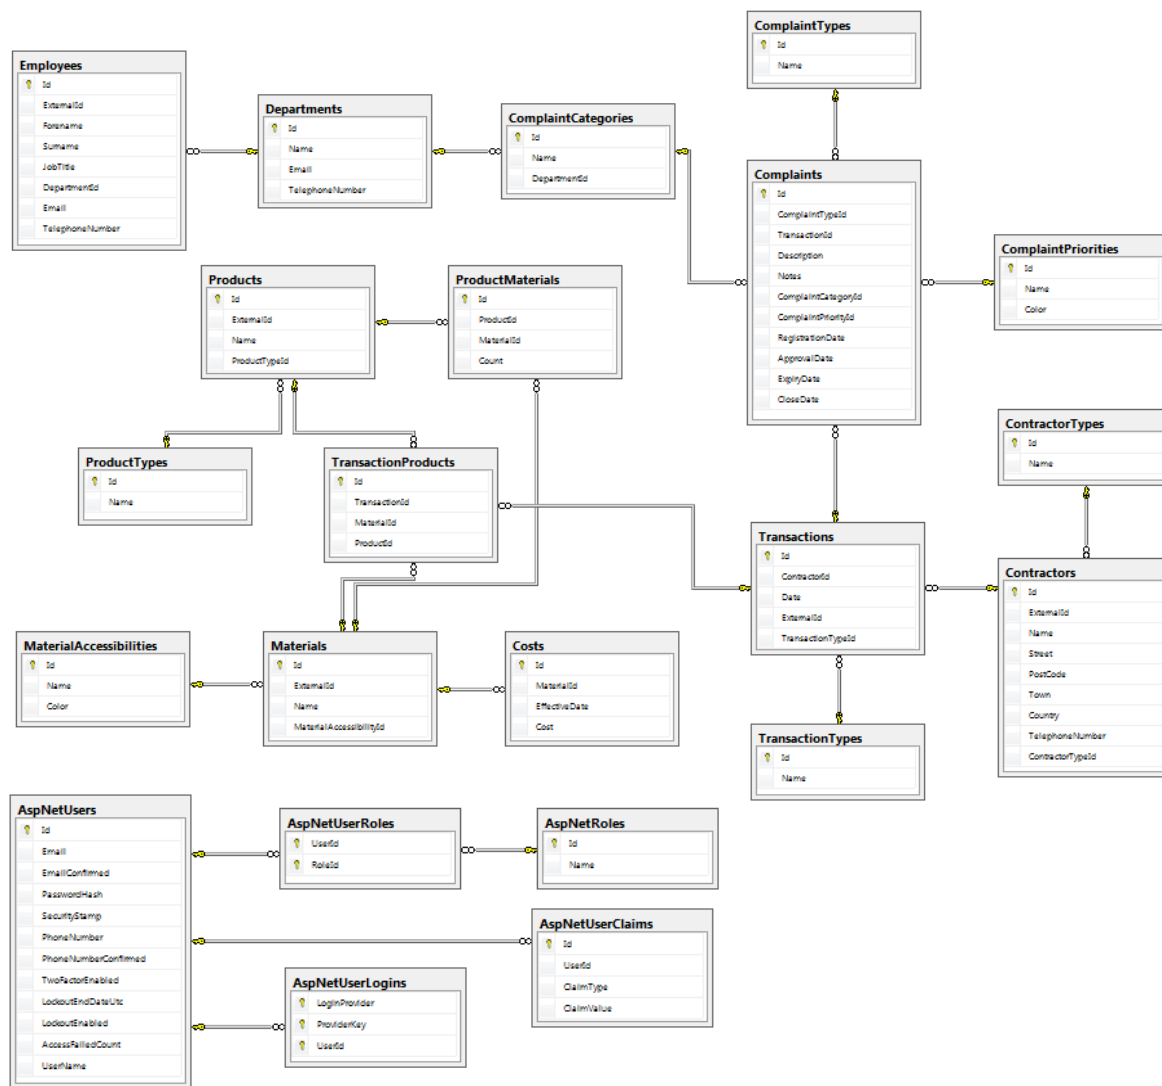 ComplaintTypes
Id
Name
Employees
Id
ExternalId
Forename
Surname
JobTitle
DepartmentId
Email
TelephoneNumber
Departments
Id
Name
Email
TelephoneNumber
ComplaintCategories
Id
Name
DepartmentId
Complaints
Id
ComplaintTypeId
TransactionId
Description
Notes
ComplaintCategoryId
ComplaintPriorityId
RegistrationDate
ApprovalDate
ExpiryDate
CloseDate
ComplaintPriorities
Id
Name
Color
Products
Id
ExternalId
Name
ProductTypeId
ProductMaterials
Id
ProductId
MaterialId
Count
ContractorTypes
Id
Name
ProductTypes
Id
Name
TransactionProducts
Id
TransactionId
MaterialId
ProductId
Transactions
Id
ContractorId
Date
ExternalId
TransactionTypeId
Contractors
Id
ExternalId
Name
Street
PostCode
Town
Country
TelephoneNumber
ContractorTypeId
MaterialAccessibilities
Id
Name
Color
Materials
Id
ExternalId
Name
MaterialAccessibilityId
Costs
Id
MaterialId
EffectiveDate
Cost
TransactionTypes
Id
Name
AspNetUsers
Id
Email
EmailConfirmed
PasswordHash
SecurityStamp
PhoneNumber
PhoneNumberConfirmed
TwoFactorEnabled
LockoutEndDateUtc
LockoutEnabled
AccessFailledCount
UserName
AspNetUserRoles
UserId
RoleId
AspNetRoles
Id
Name
AspNetUserClaims
Id
UserId
ClaimType
ClaimValue
AspNetUserLogins
LoginProvider
ProviderKey
UserId